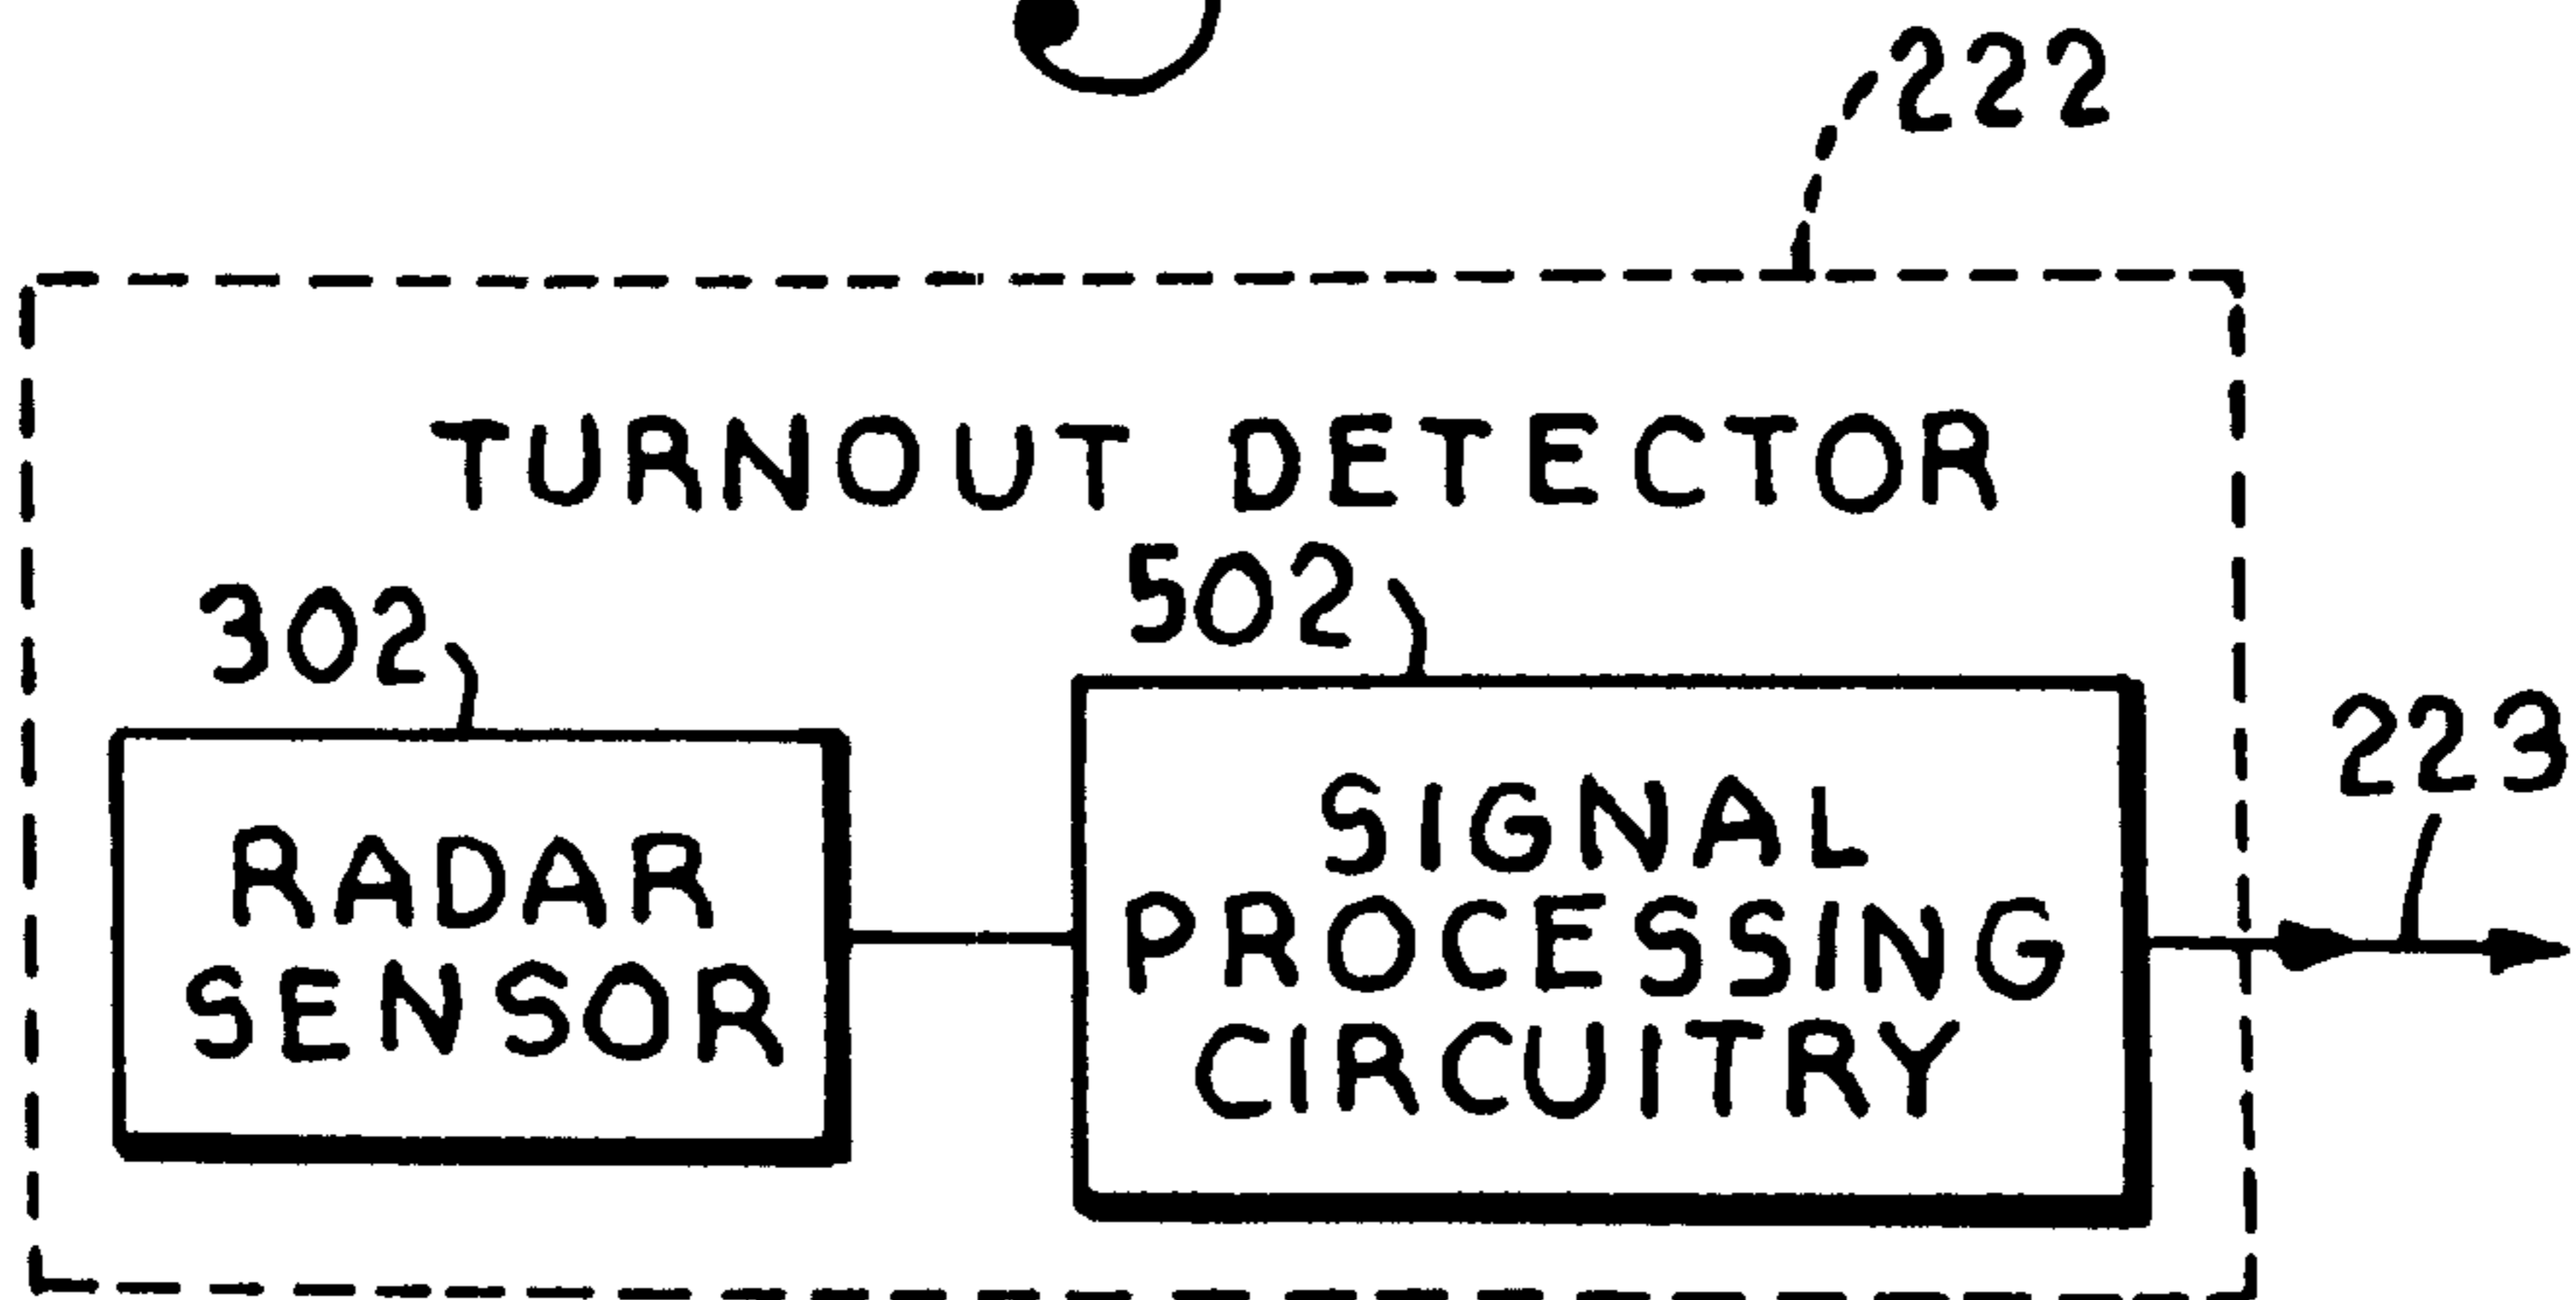 222
TURNOUT DETECTOR
302
502
223
RADAR
SENSOR
SIGNAL
PROCESSING
CIRCUITRY